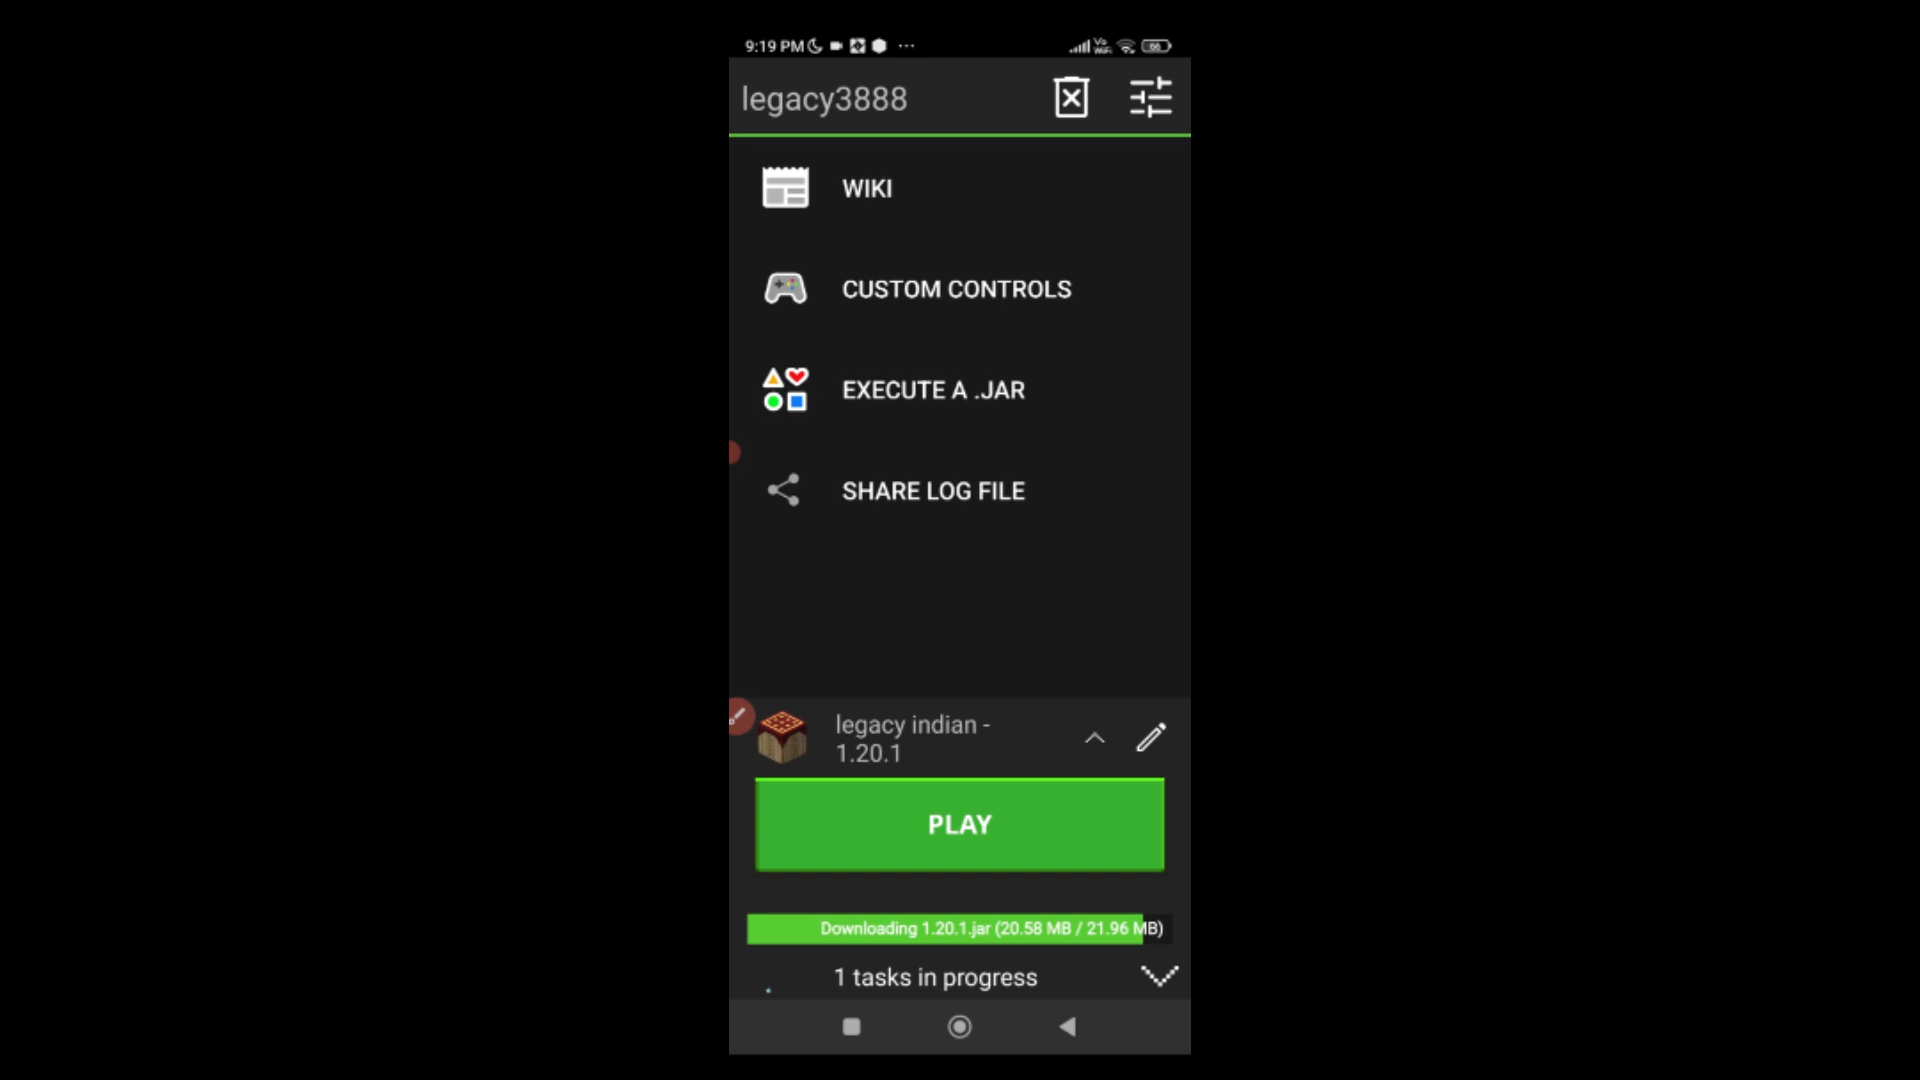 9:19 PM
legacy3888
WIKI
CUSTOM CONTROLS
EXECUTE A .JAR
SHARE LOG FILE
legacy indian -
1.20.1
PLAY
Downloading 1.20.1.jar (20.58 MB / 21.96 MB)
1 tasks in progress